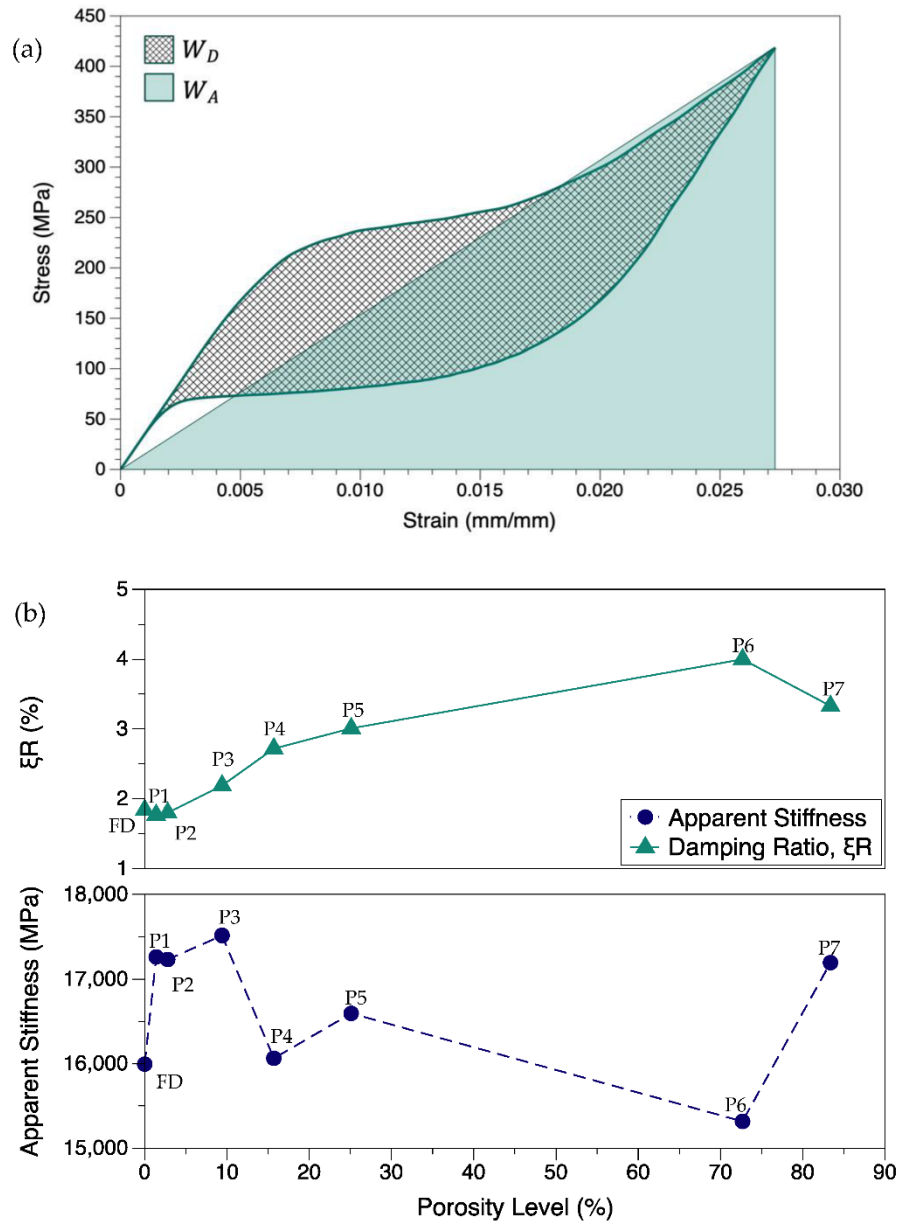 (a)
W_D
W_A
450
400
350
300
250
200
150
100
50
0
Stress (MPa)
0 0.005 0.010 0.015 0.020 0.025 0.030
Strain (mm/mm)
(b)
5
4
3
2
1
ξR (%)
FD P1 P2 P3 P4 P5 P6 P7
Apparent Stiffness
Damping Ratio, ξR
18,000
17,000
16,000
15,000
Apparent Stiffness (MPa)
FD P1 P2 P3 P4 P5 P6 P7
0 10 20 30 40 50 60 70 80 90
Porosity Level (%)